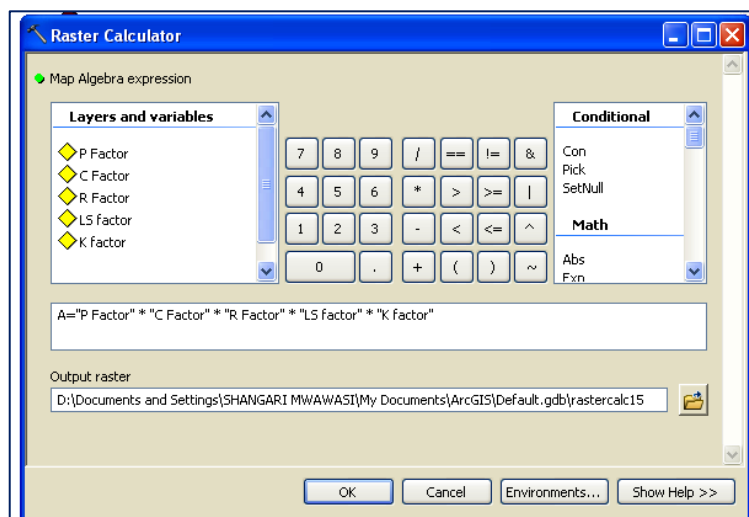 Raster Calculator
Map Algebra expression
Layers and variables
P Factor
C Factor
R Factor
LS factor
K factor
7 8 9 / == != &
4 5 6 * > >= |
1 2 3 - < <= ^
0 . + ( ) ~
Conditional
Con
Pick
SetNull
Math
Abs
Exp
A="P Factor" * "C Factor" * "R Factor" * "LS factor" * "K factor"
Output raster
D:\Documents and Settings\SHANGARI MWAWASI\My Documents\ArcGIS\Default.gdb\rastercalc15
OK Cancel Environments... Show Help >>